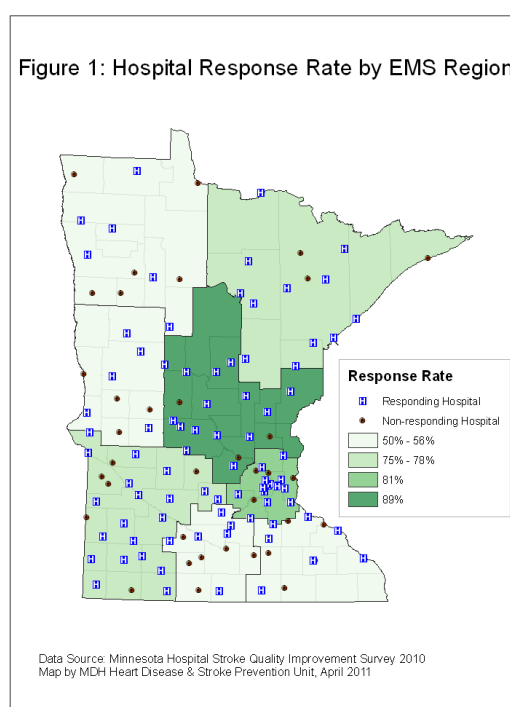 Figure 1: Hospital Response Rate by EMS Region
Response Rate
H Responding Hospital
Non-responding Hospital
50% - 56%
75% - 78%
81%
89%
Data Source: Minnesota Hospital Stroke Quality Improvement Survey 2010
Map by MDH Heart Disease & Stroke Prevention Unit, April 2011